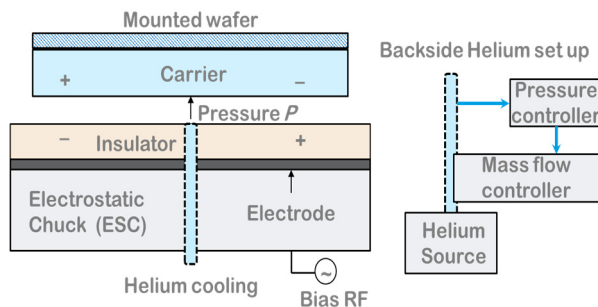 Mounted wafer
+ Carrier –
Pressure P
– Insulator +
Electrostatic
Chuck (ESC)
Electrode
Helium cooling
~
Bias RF
Backside Helium set up
Pressure
controller
Mass flow
controller
Helium
Source